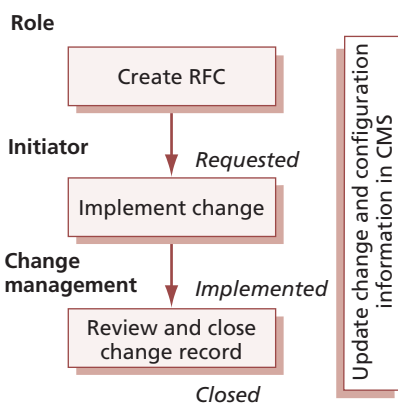 Role
Create RFC
Initiator
Requested
Implement change
Change
management
Implemented
Review and close
change record
Closed
Update change and configuration
information in CMS